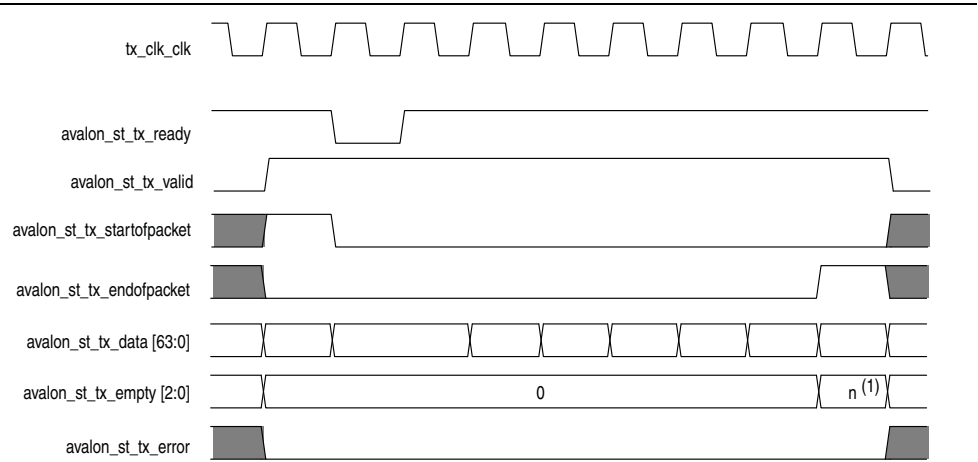 tx_clk_clk
avalon_st_tx_ready
avalon_st_tx_valid
avalon_st_tx_startofpacket
avalon_st_tx_endofpacket
avalon_st_tx_data [63:0]
avalon_st_tx_empty [2:0] 0 n (1)
avalon_st_tx_error